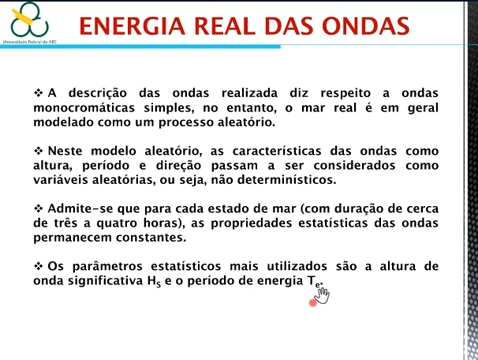 ENERGIA REAL DAS ONDAS
Universidade Federal do ABC
❖ A descrição das ondas realizada diz respeito a ondas
monocromáticas simples, no entanto, o mar real é em geral
modelado como um processo aleatório.
❖ Neste modelo aleatório, as características das ondas como
altura, período e direção passam a ser considerados como
variáveis aleatórias, ou seja, não determinísticos.
❖ Admite-se que para cada estado de mar (com duração de cerca
de três a quatro horas), as propriedades estatísticas das ondas
permanecem constantes.
❖ Os parâmetros estatísticos mais utilizados são a altura de
onda significativa HS e o período de energia Te.